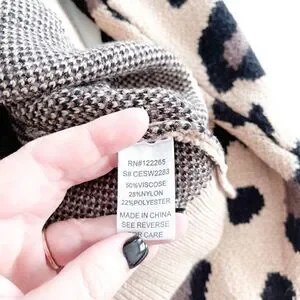 RN#122265
S# CESW2283
50%VISCOSE
28%NYLON
22%POLYESTER
MADE IN CHINA
SEE REVERSE
FOR CARE